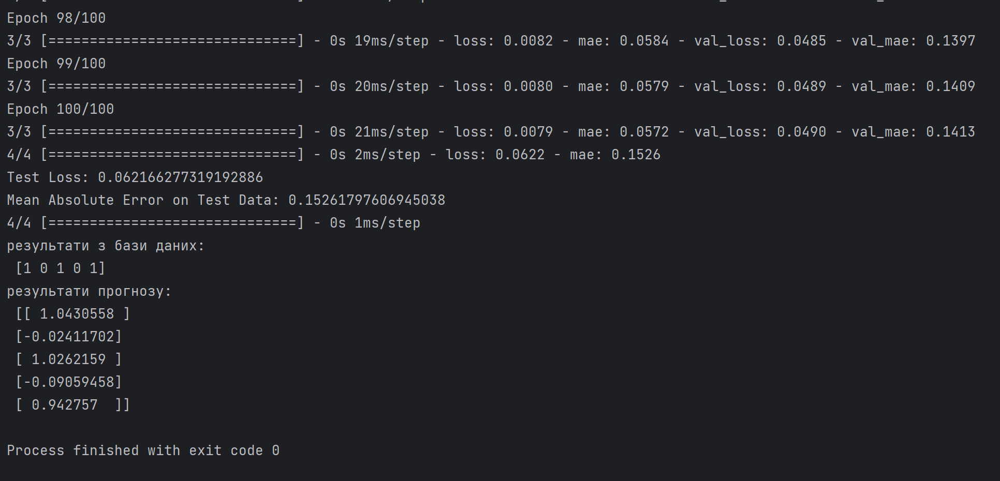 Epoch 98/100
3/3 [==============================] - 0s 19ms/step - loss: 0.0082 - mae: 0.0584 - val_loss: 0.0485 - val_mae: 0.1397
Epoch 99/100
3/3 [==============================] - 0s 20ms/step - loss: 0.0080 - mae: 0.0579 - val_loss: 0.0489 - val_mae: 0.1409
Epoch 100/100
3/3 [==============================] - 0s 21ms/step - loss: 0.0079 - mae: 0.0572 - val_loss: 0.0490 - val_mae: 0.1413
4/4 [==============================] - 0s 2ms/step - loss: 0.0622 - mae: 0.1526
Test Loss: 0.062166277319192886
Mean Absolute Error on Test Data: 0.15261797606945038
4/4 [==============================] - 0s 1ms/step
результати з бази даних:
 [1 0 1 0 1]
результати прогнозу:
 [[ 1.0430558 ]
 [-0.02411702]
 [ 1.0262159 ]
 [-0.09059458]
 [ 0.942757  ]]
Process finished with exit code 0